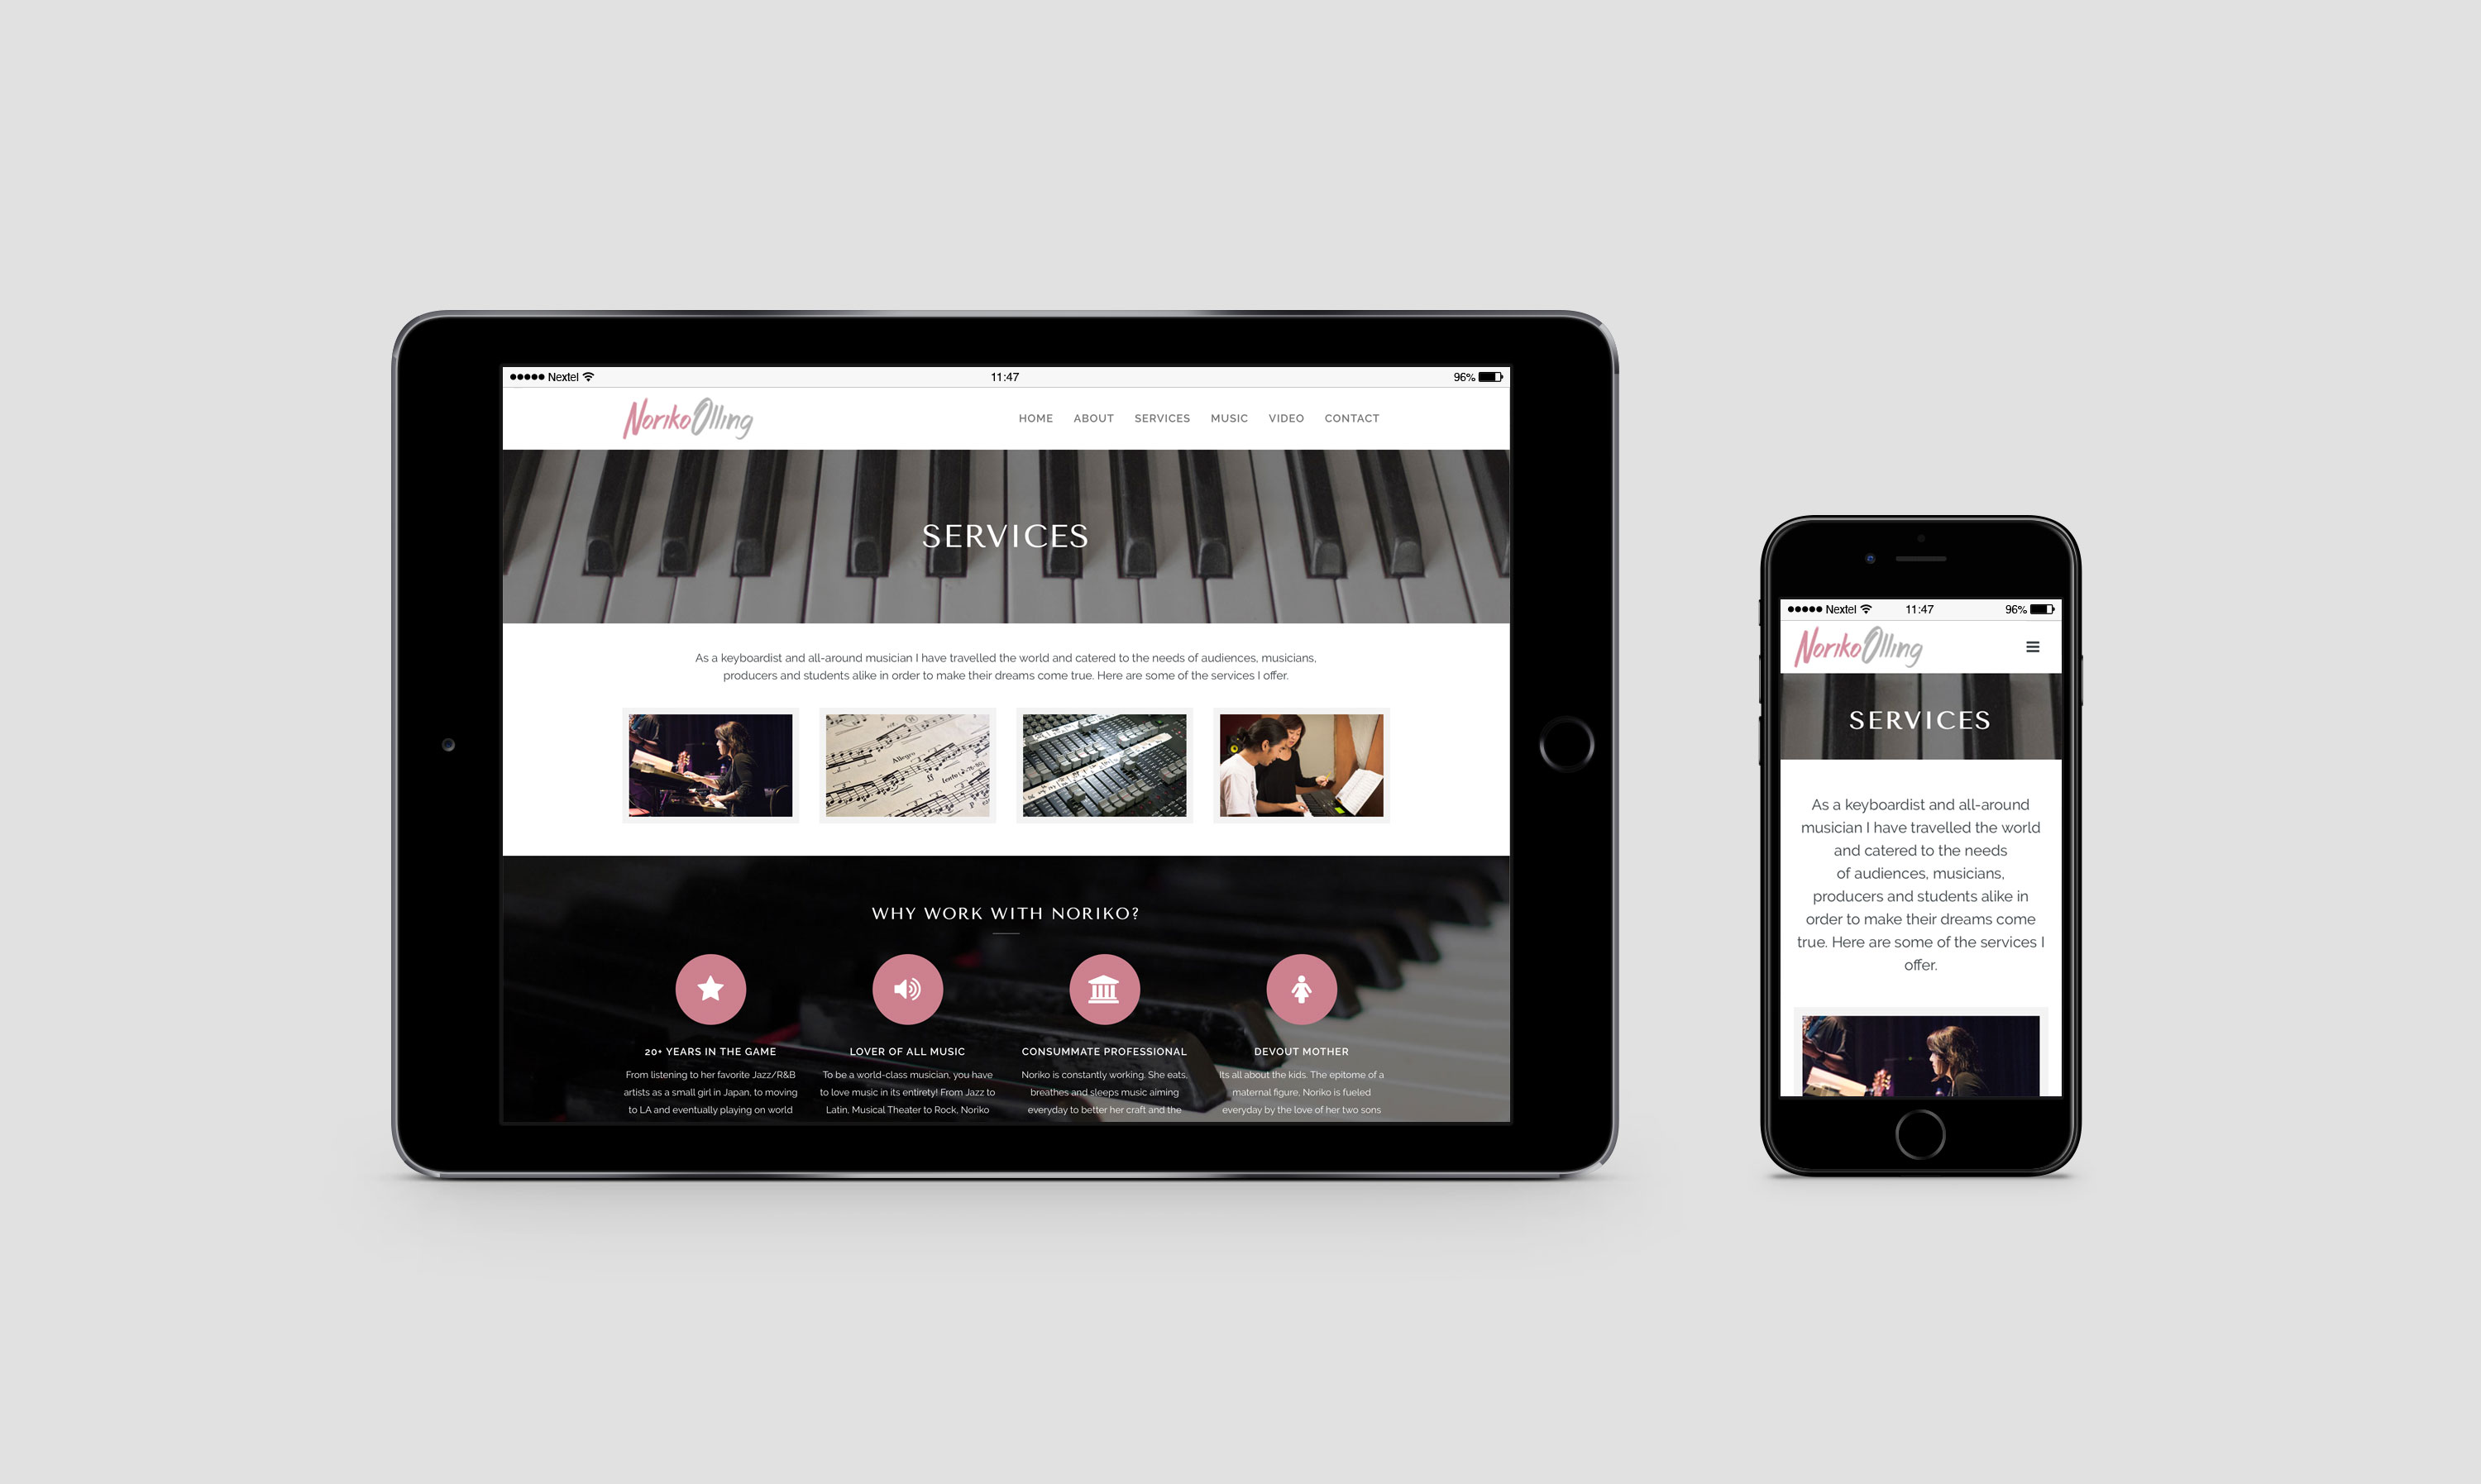 Nextel 11:47 96%
Noriko Olling HOME ABOUT SERVICES MUSIC VIDEO CONTACT
SERVICES
As a keyboardist and all-around musician I have travelled the world and catered to the needs of audiences, musicians,
producers and students alike in order to make their dreams come true. Here are some of the services I offer.
Allegro
lento
WHY WORK WITH NORIKO?
20+ YEARS IN THE GAME
From listening to her favorite Jazz/R&B
artists as a small girl in Japan, to moving
to LA and eventually playing on world
LOVER OF ALL MUSIC
To be a world-class musician, you have
to love music in its entirety! From Jazz to
Latin, Musical Theater to Rock, Noriko
CONSUMMATE PROFESSIONAL
Noriko is constantly working. She eats,
breathes and sleeps music aiming
everyday to better her craft and the
DEVOUT MOTHER
Its all about the kids. The epitome of a
maternal figure, Noriko is fueled
everyday by the love of her two sons
Nextel 11:47 96%
Noriko Olling
SERVICES
As a keyboardist and all-around
musician I have travelled the world
and catered to the needs
of audiences, musicians,
producers and students alike in
order to make their dreams come
true. Here are some of the services I
offer.